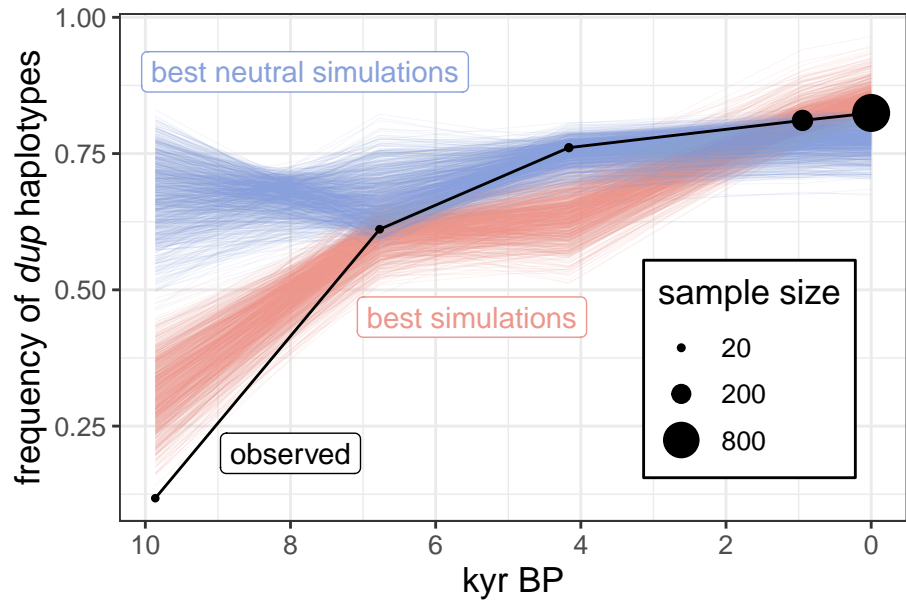 frequency of dup haplotypes
1.00
0.75
0.50
0.25
best neutral simulations
best simulations
observed
sample size
20
200
800
10
8
6
4
2
0
kyr BP